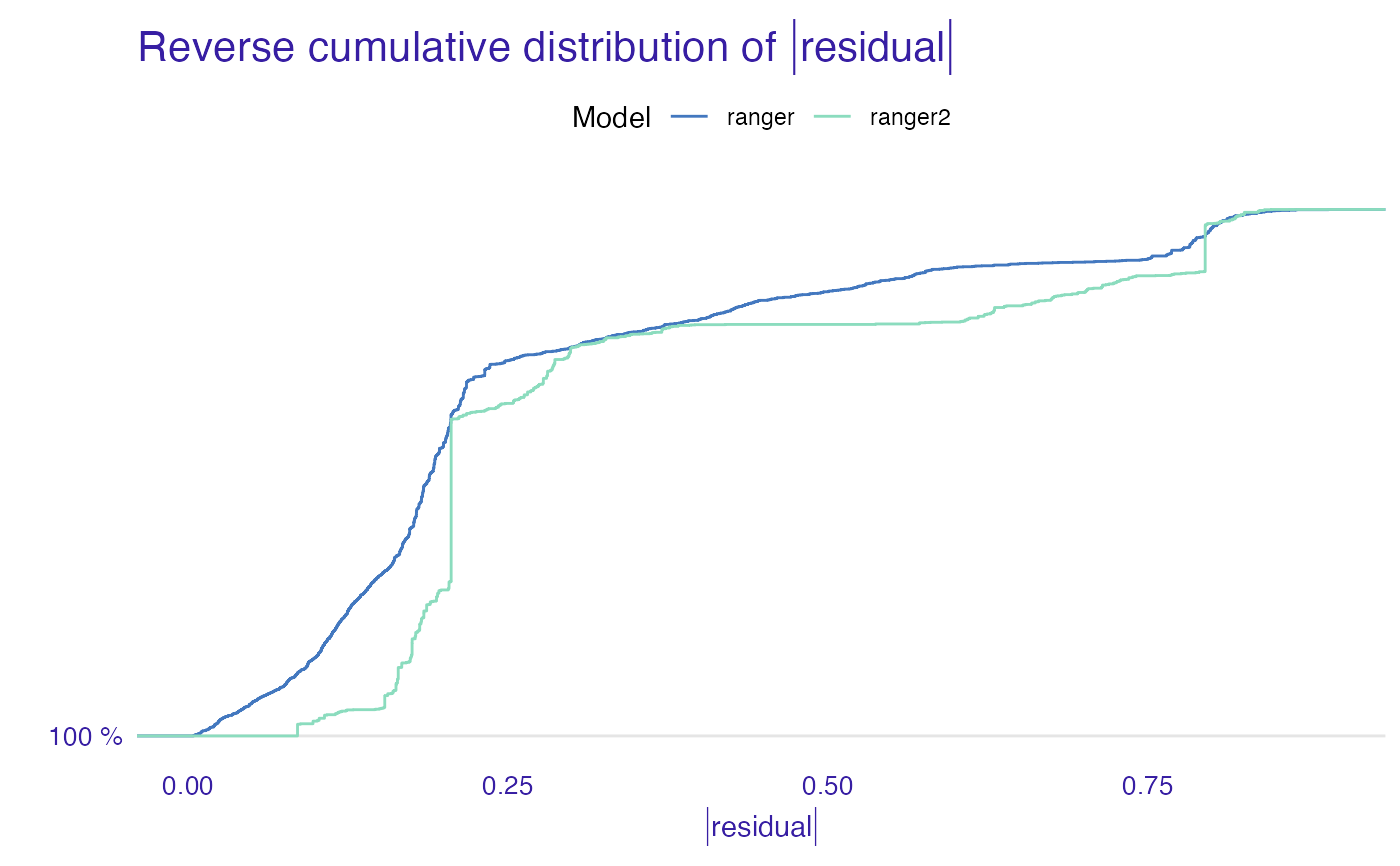 Reverse cumulative distribution of |residual|
Model ranger ranger2
100 %
0.00 0.25 0.50 0.75
|residual|